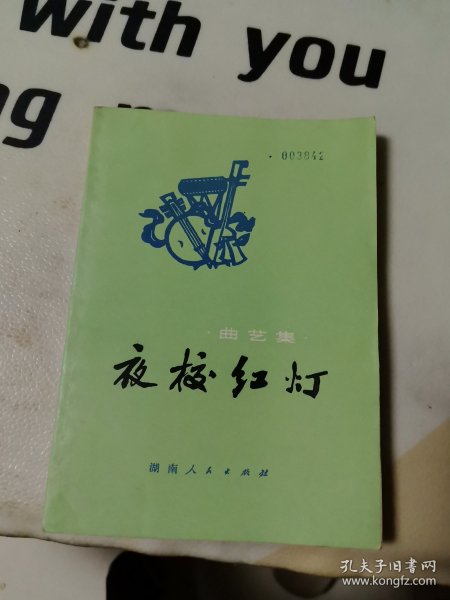 with you
· 803842
·曲艺集·
夜校红灯
湖南人民出版社
孔夫子旧书网
www.kongfz.com